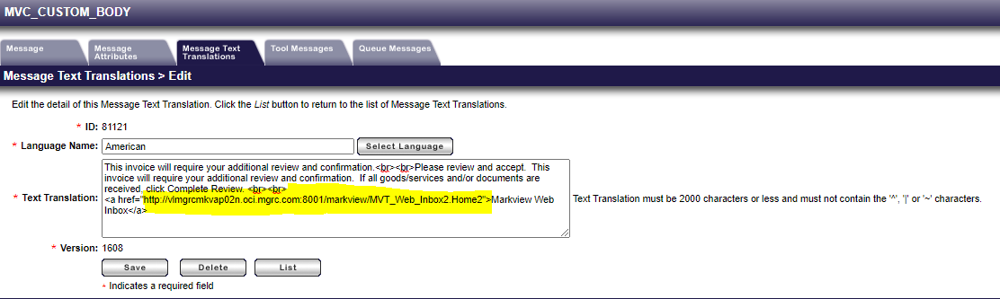 MVC_CUSTOM_BODY
Message
Message Attributes
Message Text Translations
Tool Messages
Queue Messages
Message Text Translations > Edit
Edit the detail of this Message Text Translation. Click the List button to return to the list of Message Text Translations.
* ID: 81121
* Language Name: American Select Language
* Text Translation:
This invoice will require your additional review and confirmation.<br><br>Please review and accept.  This
invoice will require your additional review and confirmation.  If all goods/services and/or documents are
received, click Complete Review. <br><br>
<a href="http://vlmgrcmkvap02n.oci.mgrc.com:8001/markview/MVT_Web_Inbox2.Home2">Markview Web
Inbox</a>
Text Translation must be 2000 characters or less and must not contain the '^', '|' or '~' characters.
* Version: 1608
Save Delete List
* Indicates a required field